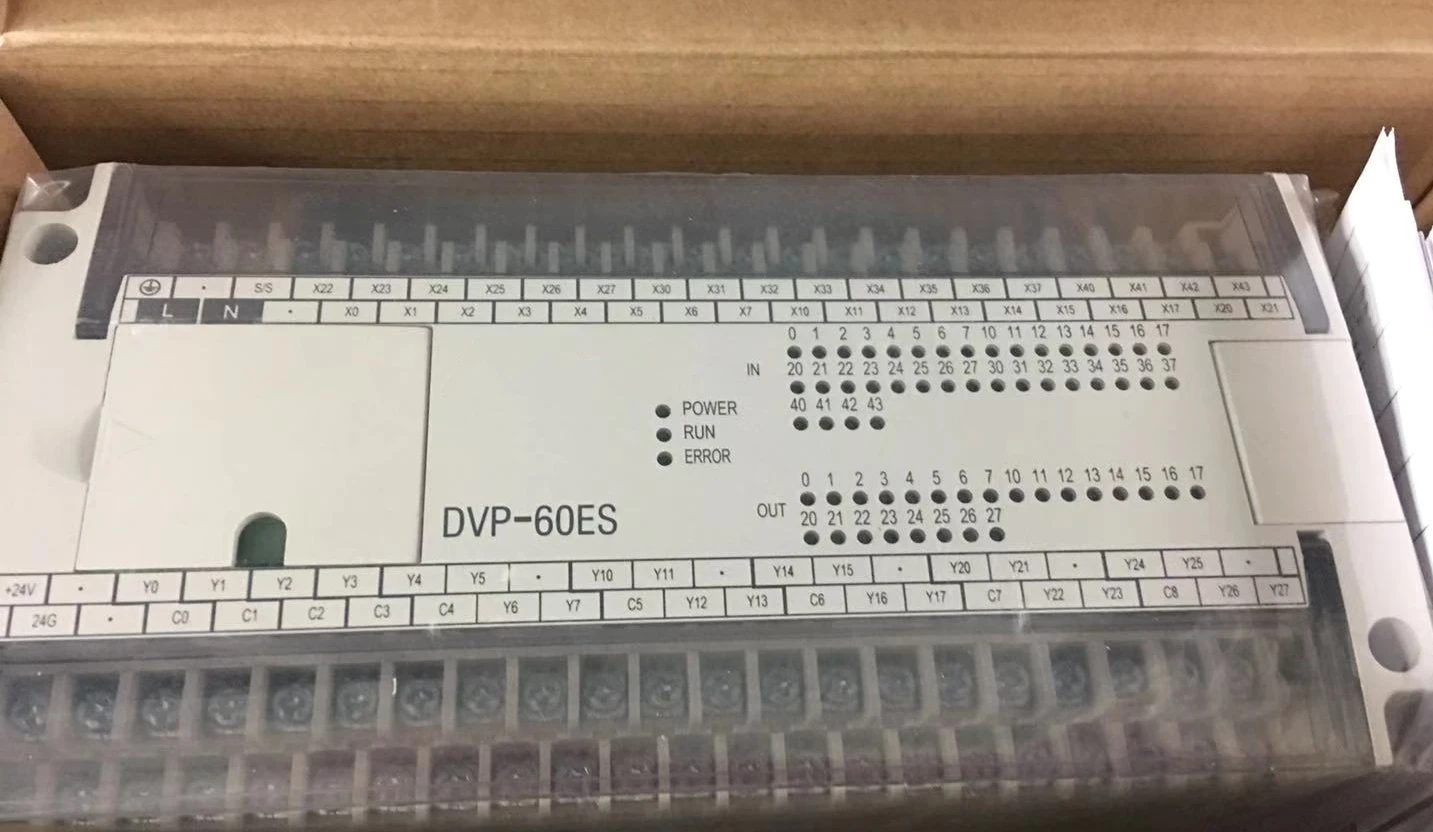 · S/S X22 X23 X24 X25 X26 X27 X30 X31 X32 X33 X34 X35 X36 X37 X40 X41 X42 X43
L N · X0 X1 X2 X3 X4 X5 X6 X7 X10 X11 X12 X13 X14 X15 X16 X17 X20 X21
0 1 2 3 4 5 6 7 10 11 12 13 14 15 16 17
IN 20 21 22 23 24 25 26 27 30 31 32 33 34 35 36 37
40 41 42 43
POWER
RUN
ERROR
0 1 2 3 4 5 6 7 10 11 12 13 14 15 16 17
OUT 20 21 22 23 24 25 26 27
DVP-60ES
+24V · Y0 Y1 Y2 Y3 Y4 Y5 · Y10 Y11 · Y14 Y15 · Y20 Y21 · Y24 Y25 ·
24G · C0 C1 C2 C3 C4 Y6 Y7 C5 Y12 Y13 C6 Y16 Y17 C7 Y22 Y23 C8 Y26 Y27